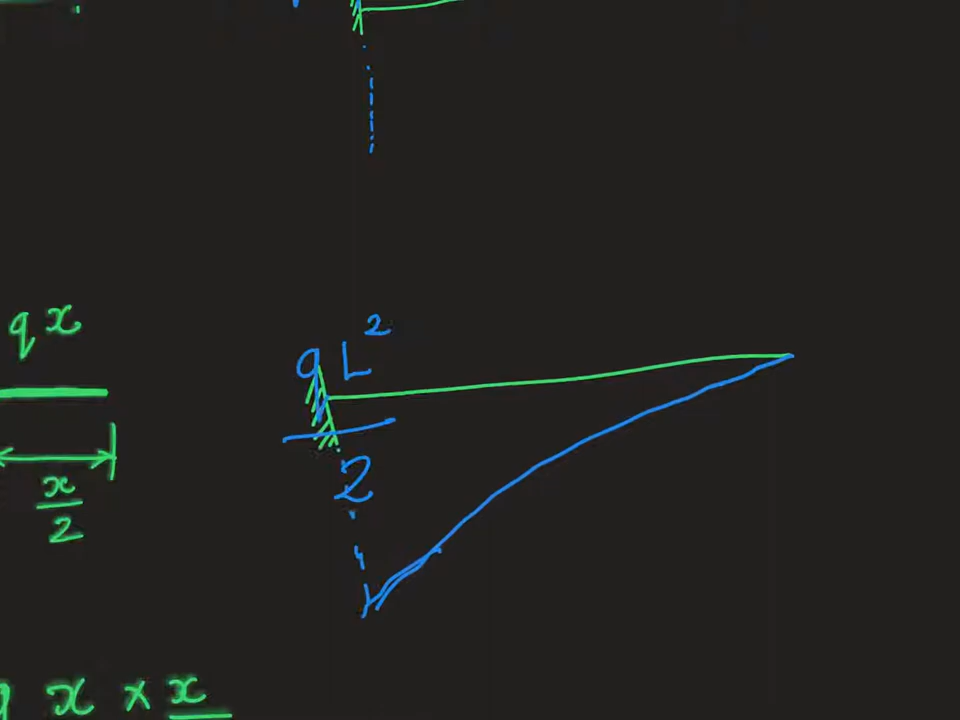 qx
x/2
q x × x
qL²
2